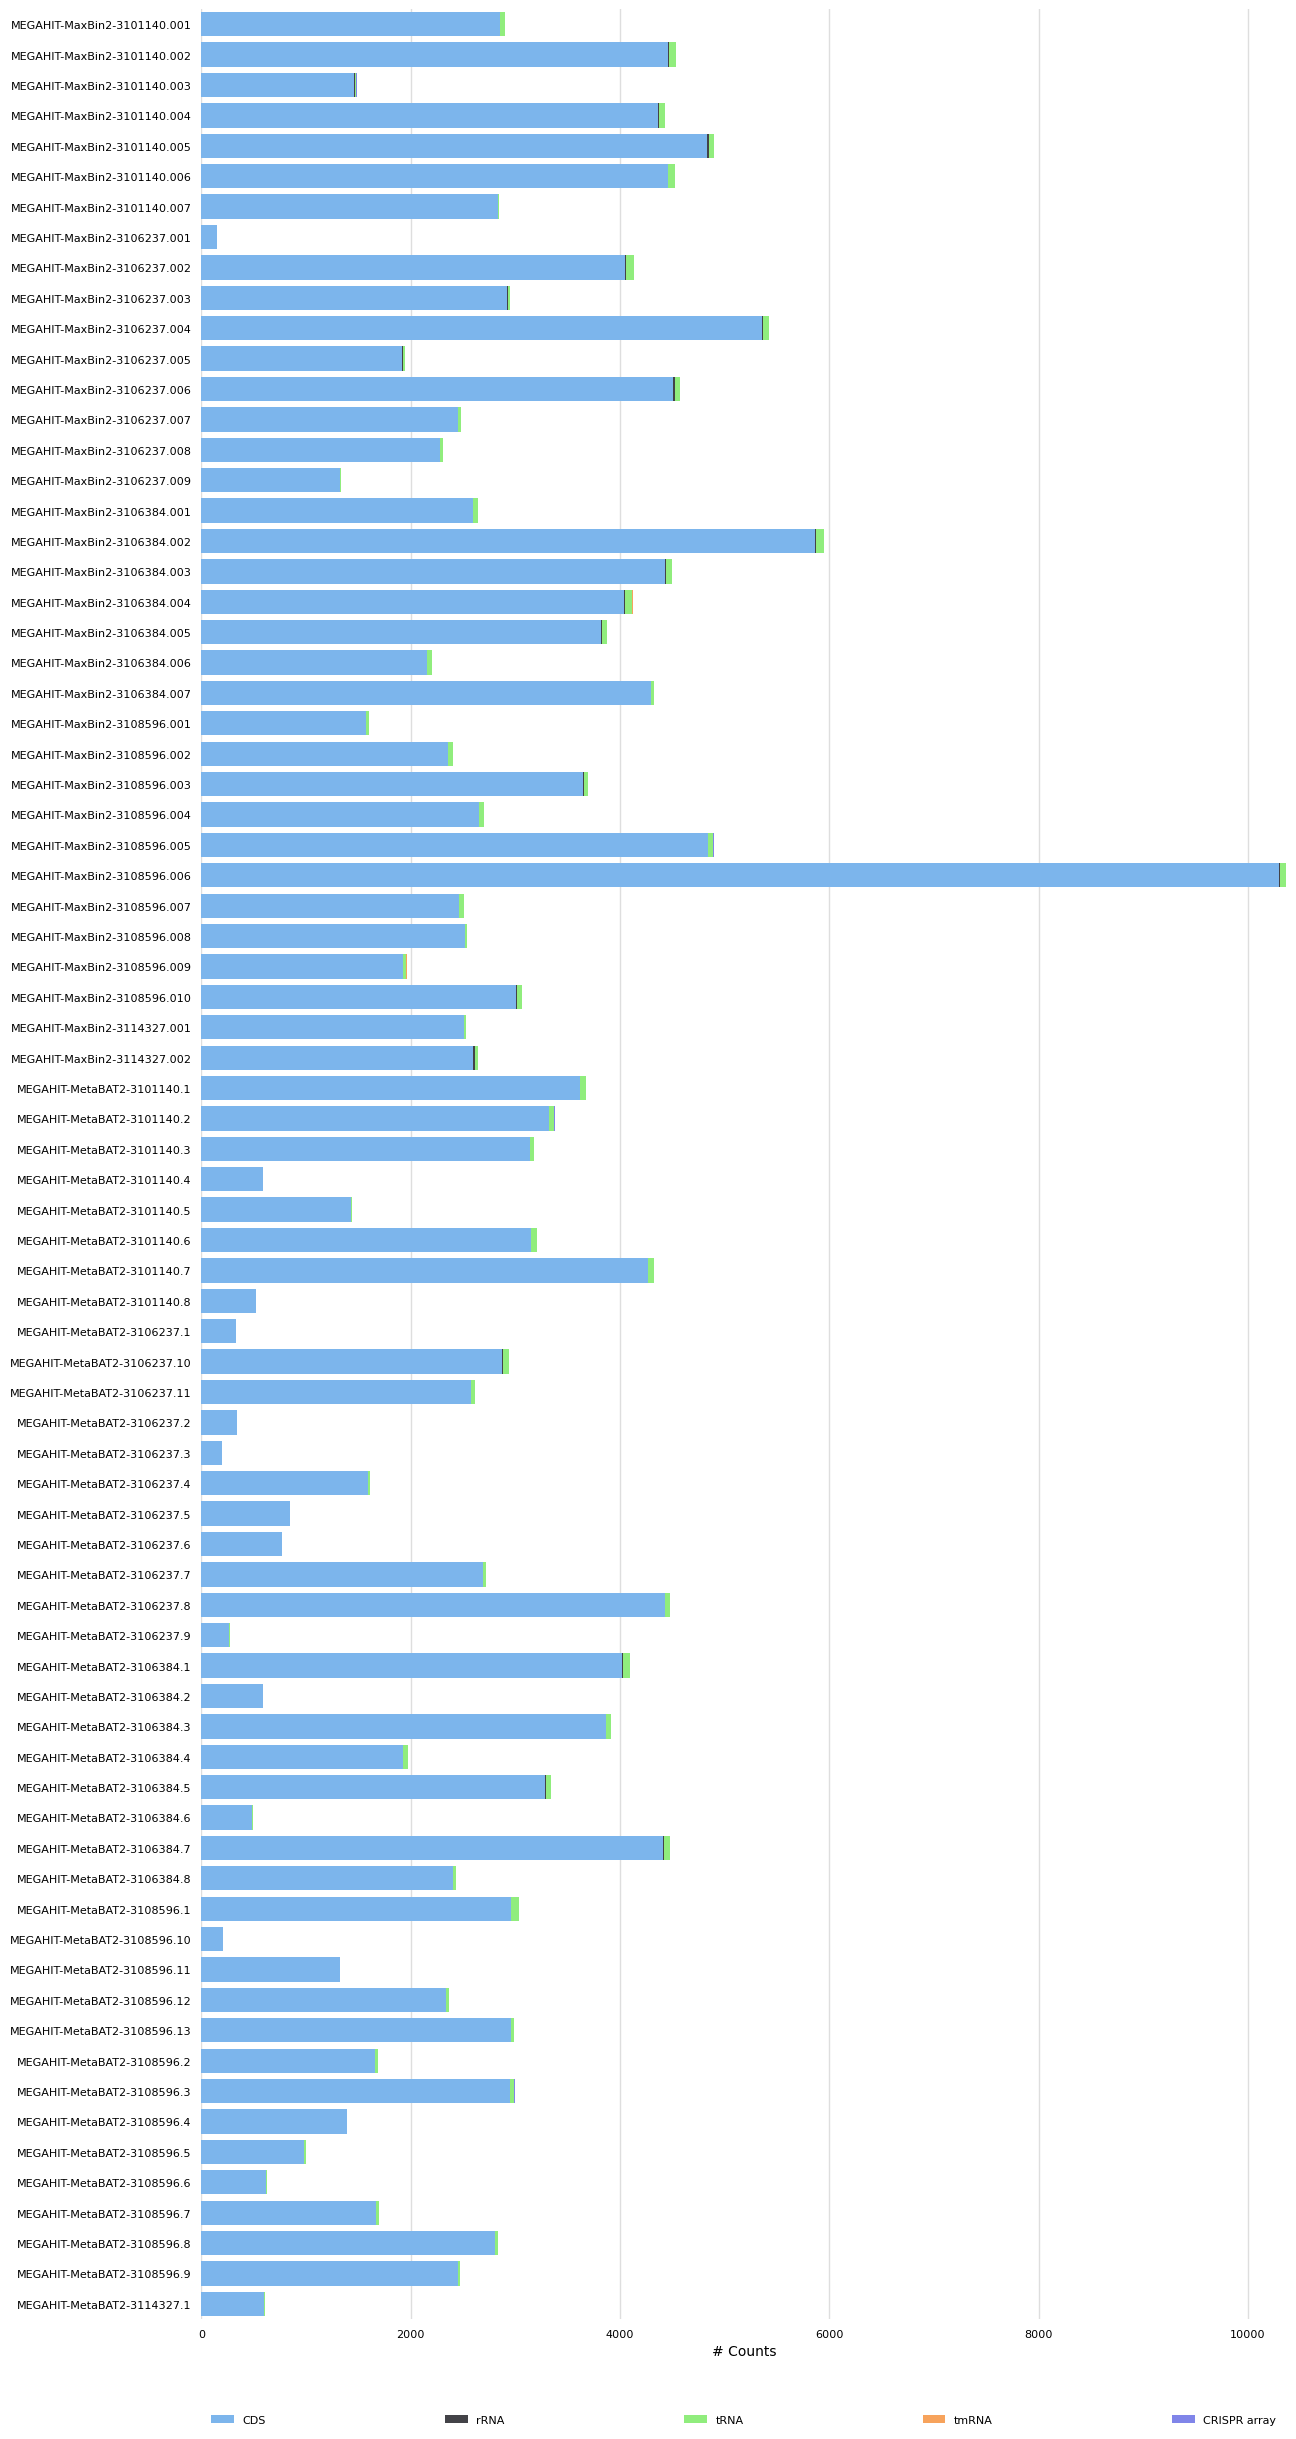 MEGAHIT-MaxBin2-3101140.001
MEGAHIT-MaxBin2-3101140.002
MEGAHIT-MaxBin2-3101140.003
MEGAHIT-MaxBin2-3101140.004
MEGAHIT-MaxBin2-3101140.005
MEGAHIT-MaxBin2-3101140.006
MEGAHIT-MaxBin2-3101140.007
MEGAHIT-MaxBin2-3106237.001
MEGAHIT-MaxBin2-3106237.002
MEGAHIT-MaxBin2-3106237.003
MEGAHIT-MaxBin2-3106237.004
MEGAHIT-MaxBin2-3106237.005
MEGAHIT-MaxBin2-3106237.006
MEGAHIT-MaxBin2-3106237.007
MEGAHIT-MaxBin2-3106237.008
MEGAHIT-MaxBin2-3106237.009
MEGAHIT-MaxBin2-3106384.001
MEGAHIT-MaxBin2-3106384.002
MEGAHIT-MaxBin2-3106384.003
MEGAHIT-MaxBin2-3106384.004
MEGAHIT-MaxBin2-3106384.005
MEGAHIT-MaxBin2-3106384.006
MEGAHIT-MaxBin2-3106384.007
MEGAHIT-MaxBin2-3108596.001
MEGAHIT-MaxBin2-3108596.002
MEGAHIT-MaxBin2-3108596.003
MEGAHIT-MaxBin2-3108596.004
MEGAHIT-MaxBin2-3108596.005
MEGAHIT-MaxBin2-3108596.006
MEGAHIT-MaxBin2-3108596.007
MEGAHIT-MaxBin2-3108596.008
MEGAHIT-MaxBin2-3108596.009
MEGAHIT-MaxBin2-3108596.010
MEGAHIT-MaxBin2-3114327.001
MEGAHIT-MaxBin2-3114327.002
MEGAHIT-MetaBAT2-3101140.1
MEGAHIT-MetaBAT2-3101140.2
MEGAHIT-MetaBAT2-3101140.3
MEGAHIT-MetaBAT2-3101140.4
MEGAHIT-MetaBAT2-3101140.5
MEGAHIT-MetaBAT2-3101140.6
MEGAHIT-MetaBAT2-3101140.7
MEGAHIT-MetaBAT2-3101140.8
MEGAHIT-MetaBAT2-3106237.1
MEGAHIT-MetaBAT2-3106237.10
MEGAHIT-MetaBAT2-3106237.11
MEGAHIT-MetaBAT2-3106237.2
MEGAHIT-MetaBAT2-3106237.3
MEGAHIT-MetaBAT2-3106237.4
MEGAHIT-MetaBAT2-3106237.5
MEGAHIT-MetaBAT2-3106237.6
MEGAHIT-MetaBAT2-3106237.7
MEGAHIT-MetaBAT2-3106237.8
MEGAHIT-MetaBAT2-3106237.9
MEGAHIT-MetaBAT2-3106384.1
MEGAHIT-MetaBAT2-3106384.2
MEGAHIT-MetaBAT2-3106384.3
MEGAHIT-MetaBAT2-3106384.4
MEGAHIT-MetaBAT2-3106384.5
MEGAHIT-MetaBAT2-3106384.6
MEGAHIT-MetaBAT2-3106384.7
MEGAHIT-MetaBAT2-3106384.8
MEGAHIT-MetaBAT2-3108596.1
MEGAHIT-MetaBAT2-3108596.10
MEGAHIT-MetaBAT2-3108596.11
MEGAHIT-MetaBAT2-3108596.12
MEGAHIT-MetaBAT2-3108596.13
MEGAHIT-MetaBAT2-3108596.2
MEGAHIT-MetaBAT2-3108596.3
MEGAHIT-MetaBAT2-3108596.4
MEGAHIT-MetaBAT2-3108596.5
MEGAHIT-MetaBAT2-3108596.6
MEGAHIT-MetaBAT2-3108596.7
MEGAHIT-MetaBAT2-3108596.8
MEGAHIT-MetaBAT2-3108596.9
MEGAHIT-MetaBAT2-3114327.1
0 2000 4000 6000 8000 10000
# Counts
CDS rRNA tRNA tmRNA CRISPR array